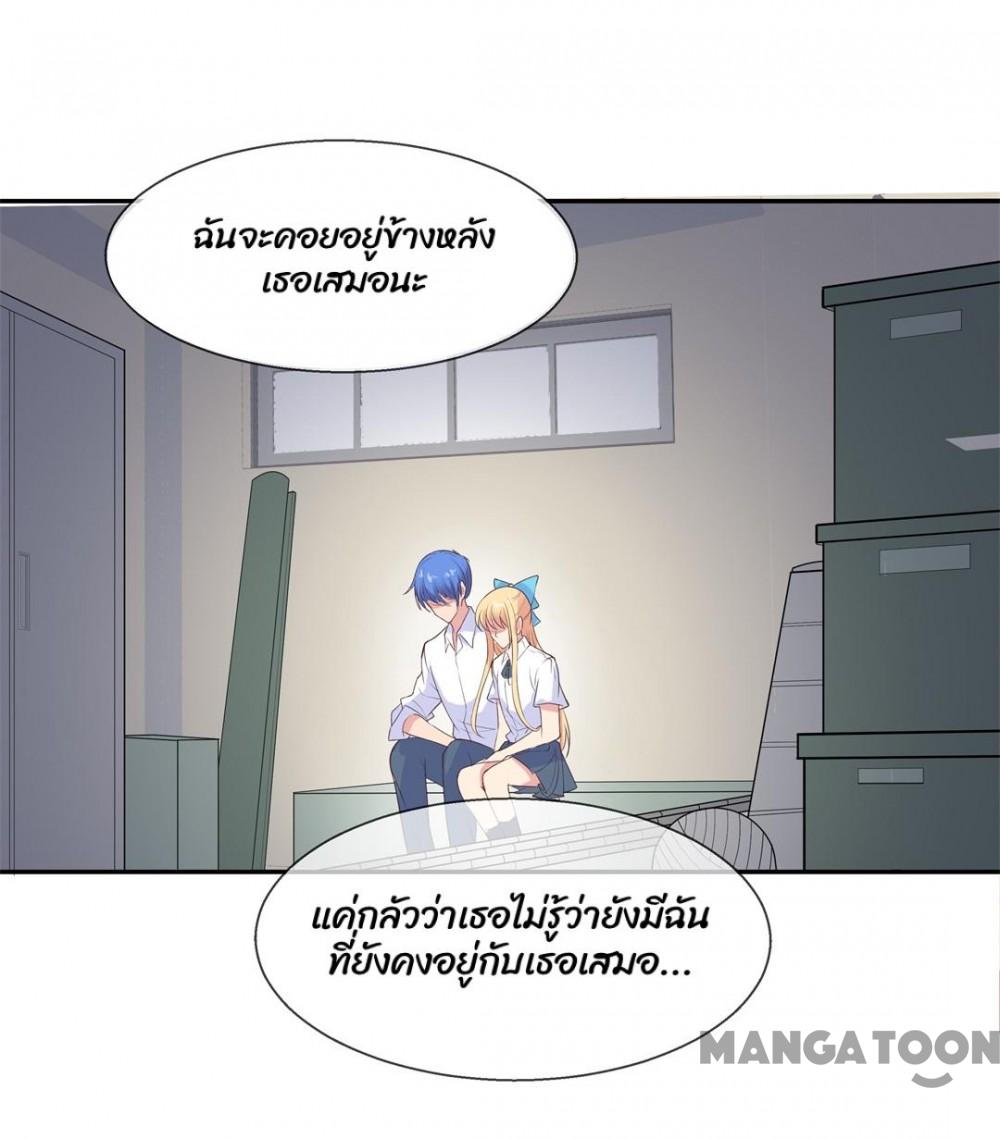 ฉันจะคอยอยู่ข้างหลัง
เธอเสมอนะ
แค่กลัวว่าเธอไม่รู้ว่ายังมีฉัน
ที่ยังคงอยู่กับเธอเสมอ...
MANGATOON